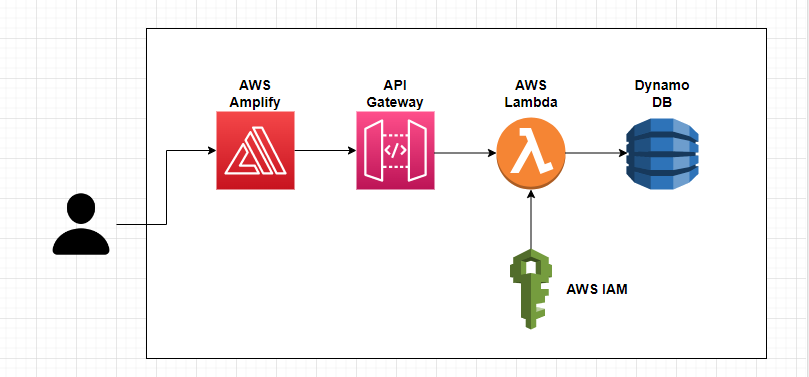 AWS
Amplify
API
Gateway
AWS
Lambda
Dynamo
DB
</>
AWS IAM